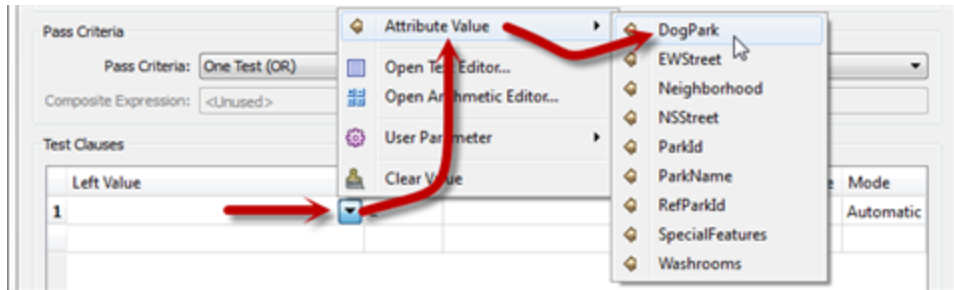 Pass Criteria
Pass Criteria: One Test (OR)
Composite Expression: <Unused>
Test Clauses
Left Value
Mode
1
Automatic
Attribute Value
Open Text Editor...
Open Arithmetic Editor...
User Parameter
Clear Value
DogPark
EWStreet
Neighborhood
NSStreet
ParkId
ParkName
RefParkId
SpecialFeatures
Washrooms